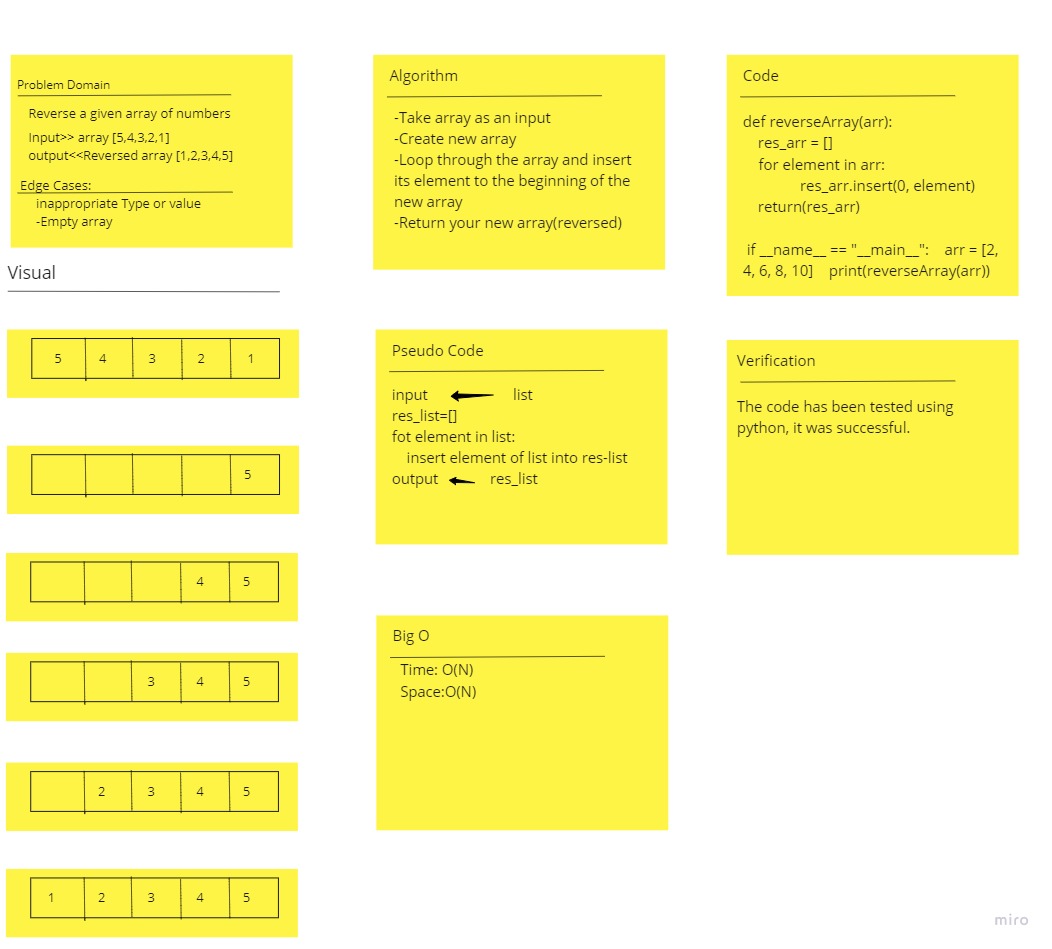 Problem Domain
Reverse a given array of numbers
Input>> array [5,4,3,2,1]
output<<Reversed array [1,2,3,4,5]
Edge Cases:
inappropriate Type or value
-Empty array
Visual
5 4 3 2 1
5
4 5
3 4 5
2 3 4 5
1 2 3 4 5
Algorithm
-Take array as an input
-Create new array
-Loop through the array and insert
its element to the beginning of the
new array
-Return your new array(reversed)
Pseudo Code
input list
res_list=[]
fot element in list:
insert element of list into res-list
output res_list
Big O
Time: O(N)
Space:O(N)
Code
def reverseArray(arr):
res_arr = []
for element in arr:
res_arr.insert(0, element)
return(res_arr)
if __name__ == "__main__": arr = [2,
4, 6, 8, 10] print(reverseArray(arr))
Verification
The code has been tested using
python, it was successful.
miro